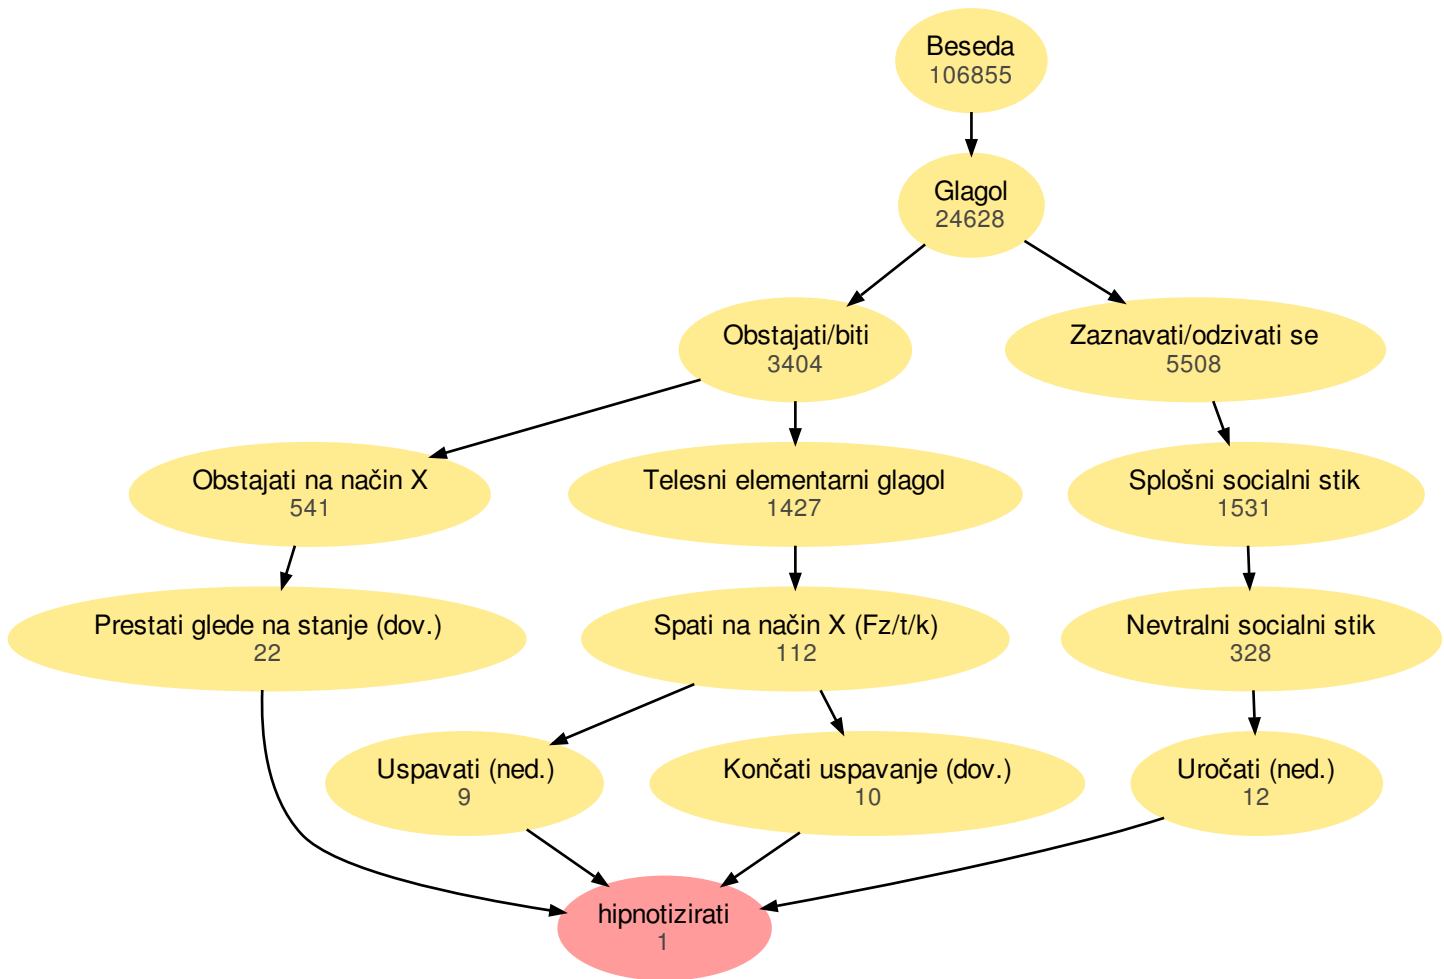 Beseda
106855
Glagol
24628
Obstajati/biti
3404
Zaznavati/odzivati se
5508
Obstajati na način X
541
Telesni elementarni glagol
1427
Splošni socialni stik
1531
Prestati glede na stanje (dov.)
22
Spati na način X (Fz/t/k)
112
Nevtralni socialni stik
328
Uspavati (ned.)
9
Končati uspavanje (dov.)
10
Uročati (ned.)
12
hipnotizirati
1